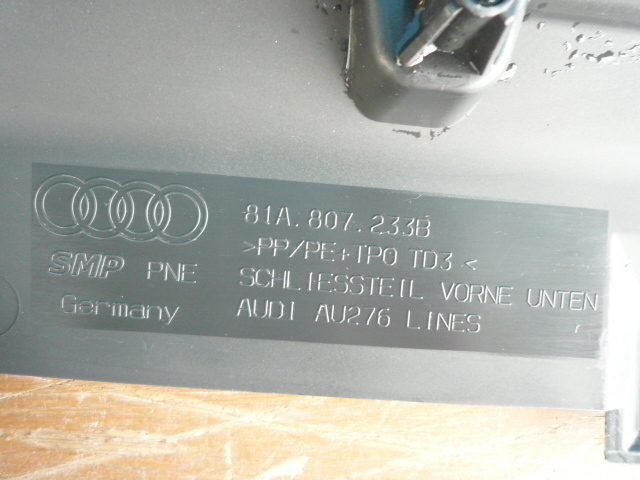 81A.807.233B
>PP/PE+TPO TD3<
SMP PNE SCHLIESSTEIL VORNE UNTEN
Germany AUDI AU276 LINES